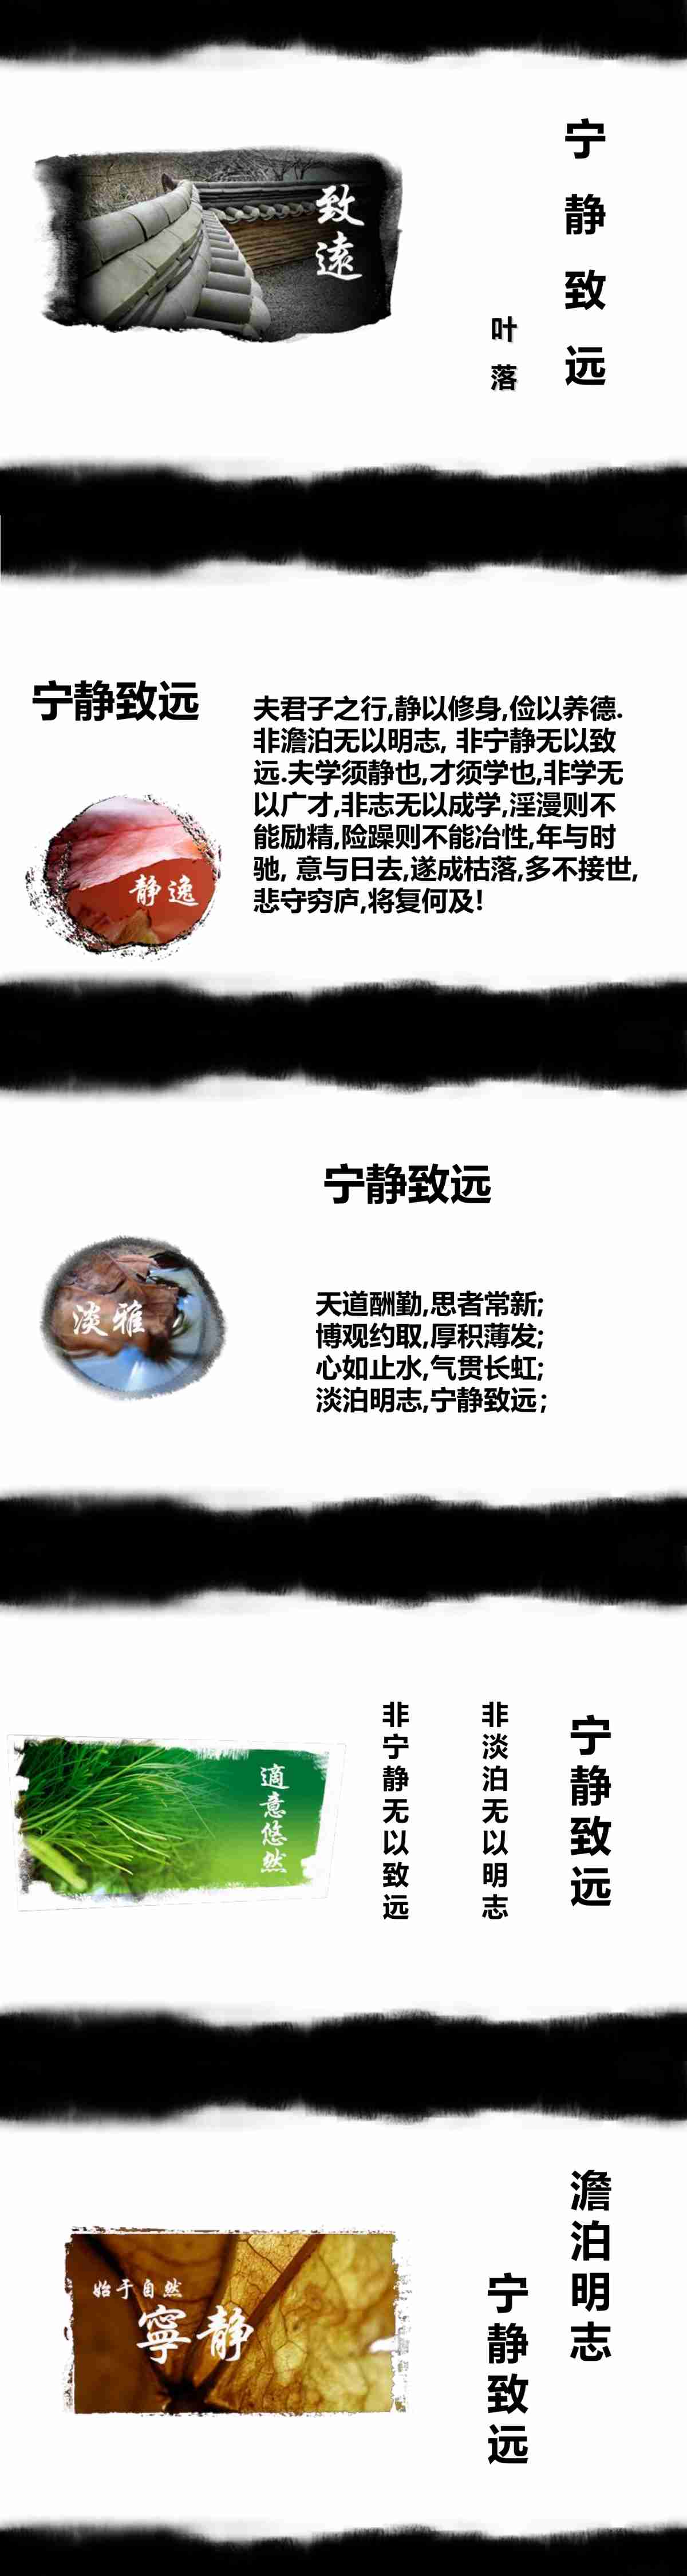 致遠
宁静致远
叶落
宁静致远
夫君子之行,静以修身,俭以养德.
非澹泊无以明志, 非宁静无以致
远.夫学须静也,才须学也,非学无
以广才,非志无以成学,淫漫则不
能励精,险躁则不能冶性,年与时
驰, 意与日去,遂成枯落,多不接世,
悲守穷庐,将复何及!
静逸
宁静致远
淡雅
天道酬勤,思者常新;
博观约取,厚积薄发;
心如止水,气贯长虹;
淡泊明志,宁静致远;
宁静致远
非淡泊无以明志
非宁静无以致远
適意悠然
澹泊明志
宁静致远
始于自然
寧静